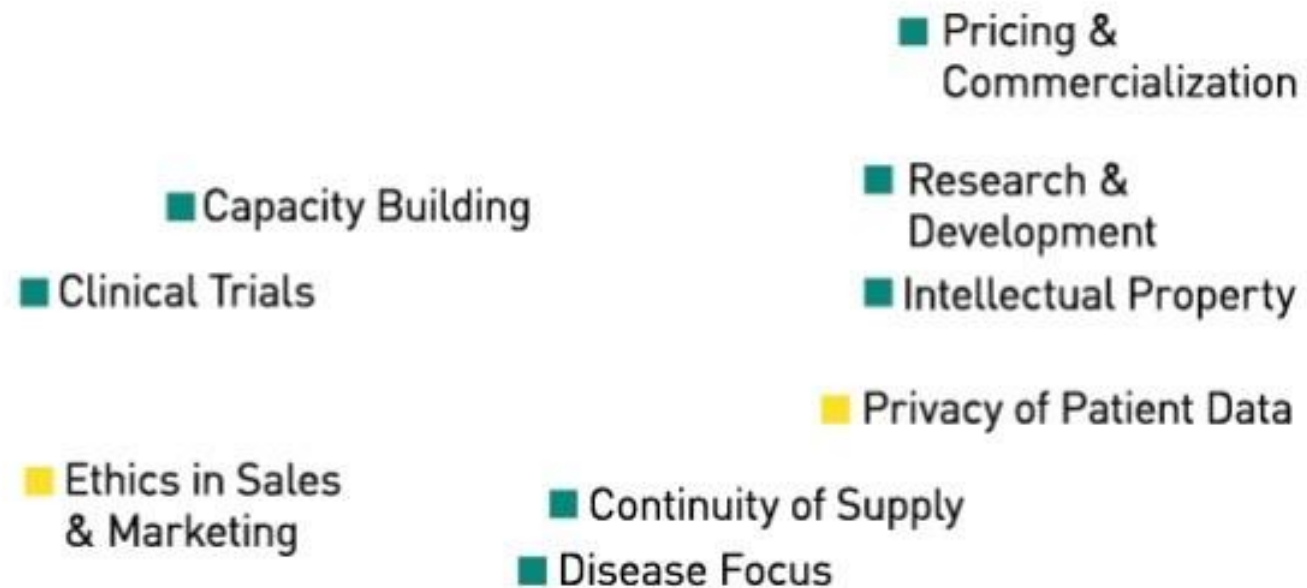 Pricing &
Commercialization
Research &
Development
Capacity Building
Clinical Trials
Intellectual Property
Privacy of Patient Data
Ethics in Sales
& Marketing
Continuity of Supply
Disease Focus